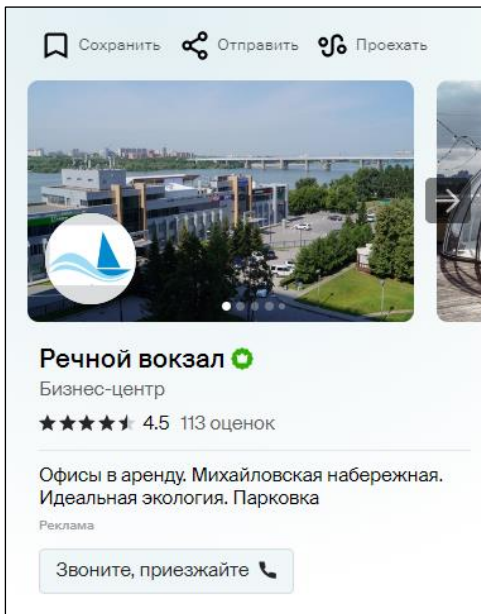 Сохранить Отправить Проехать
Речной вокзал
Бизнес-центр
4.5 113 оценок
Офисы в аренду. Михайловская набережная.
Идеальная экология. Парковка
Реклама
Звоните, приезжайте